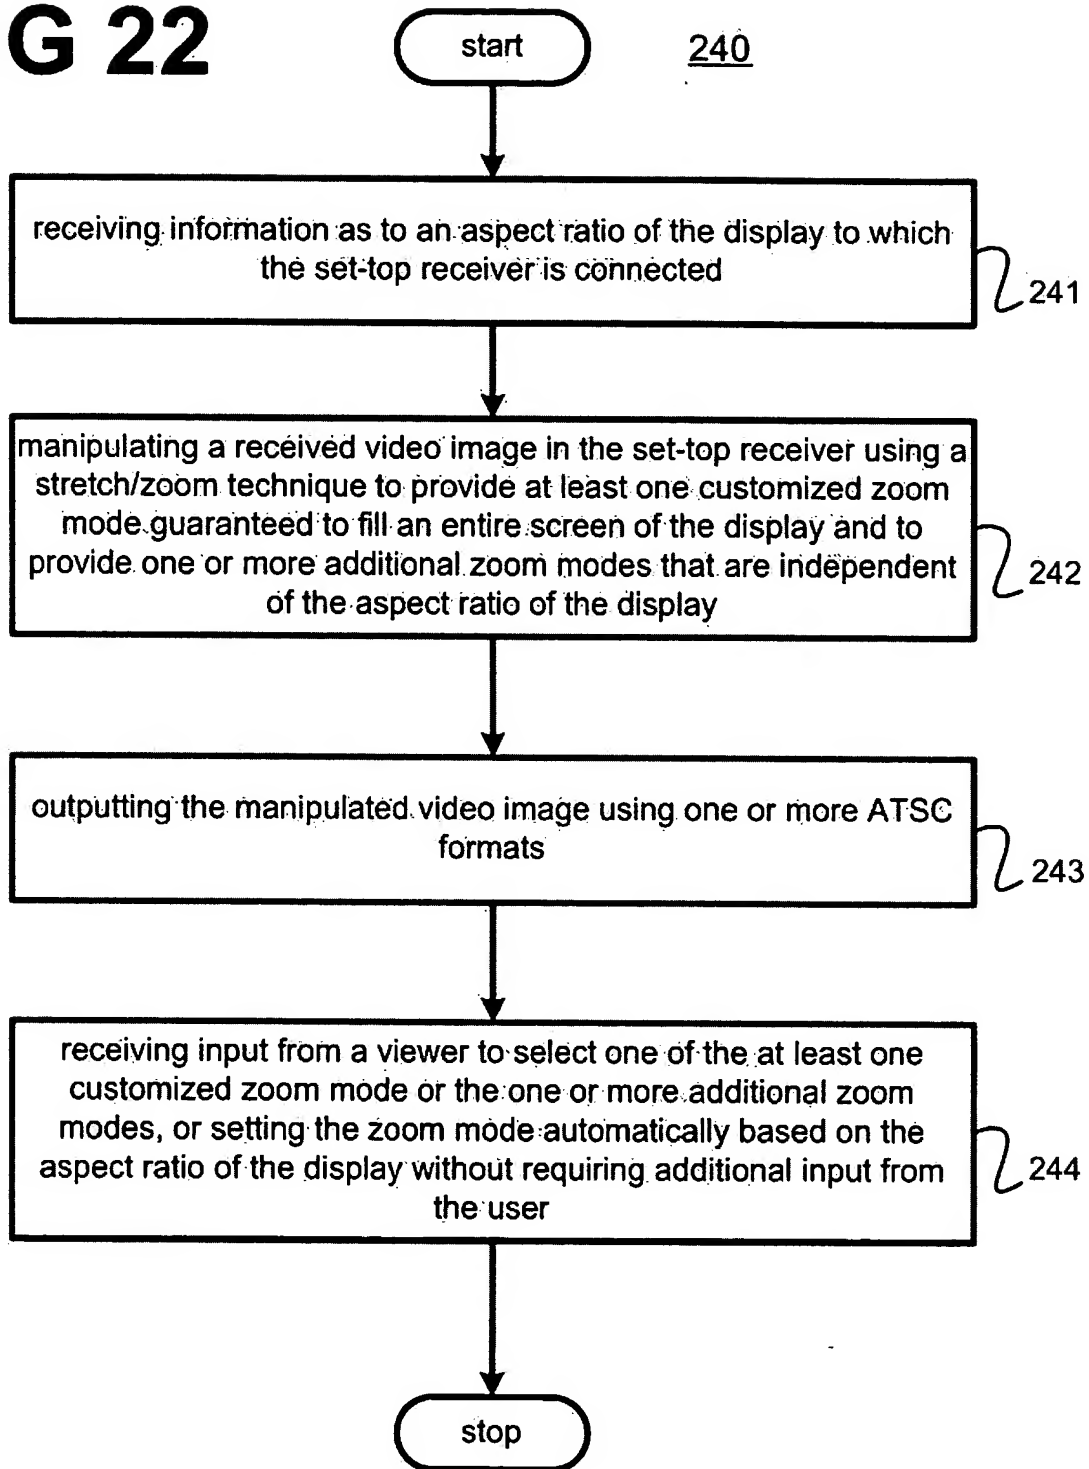 G 22
start
240
receiving information as to an aspect ratio of the display to which
the set-top receiver is connected
241
manipulating a received video image in the set-top receiver using a
stretch/zoom technique to provide at least one customized zoom
mode guaranteed to fill an entire screen of the display and to
provide one or more additional zoom modes that are independent
of the aspect ratio of the display
242
outputting the manipulated video image using one or more ATSC
formats
243
receiving input from a viewer to select one of the at least one
customized zoom mode or the one or more additional zoom
modes, or setting the zoom mode automatically based on the
aspect ratio of the display without requiring additional input from
the user
244
stop